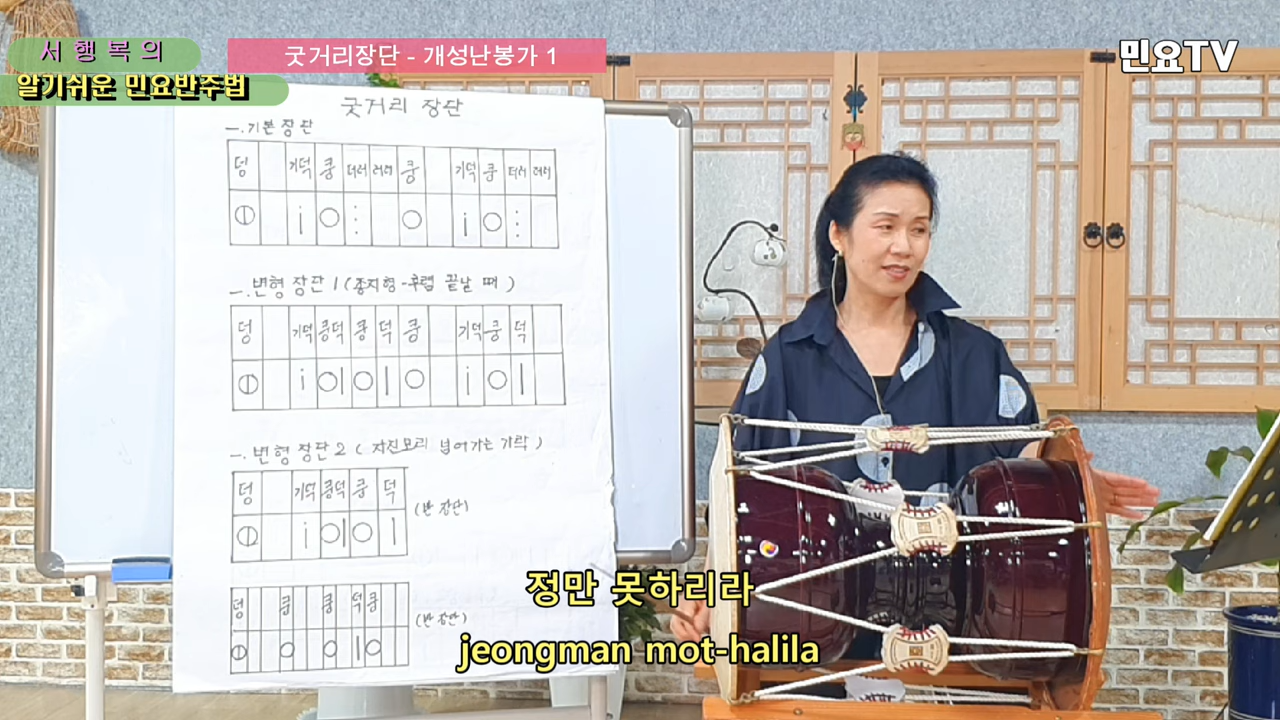 서 행 복 의
알기쉬운 민요반주법
굿거리장단 - 개성난봉가 1
민요TV
굿거리 장단
一. 기본 장단
덩 기덕 쿵 더러 러러 쿵 기덕 쿵 더러 러러
一. 변형 장단 1 (종지형 - 후렴 끝날 때)
덩 기덕 쿵덕 쿵 덕 쿵 기덕 쿵 덕
一. 변형 장단 2 ( 자진모리 넘어가는 가락 )
덩 기덕 쿵덕 쿵 덕
(반 장단)
덩 쿵 쿵 덕 쿵
(반 장단)
정만 못하리라
jeongman mot-halila